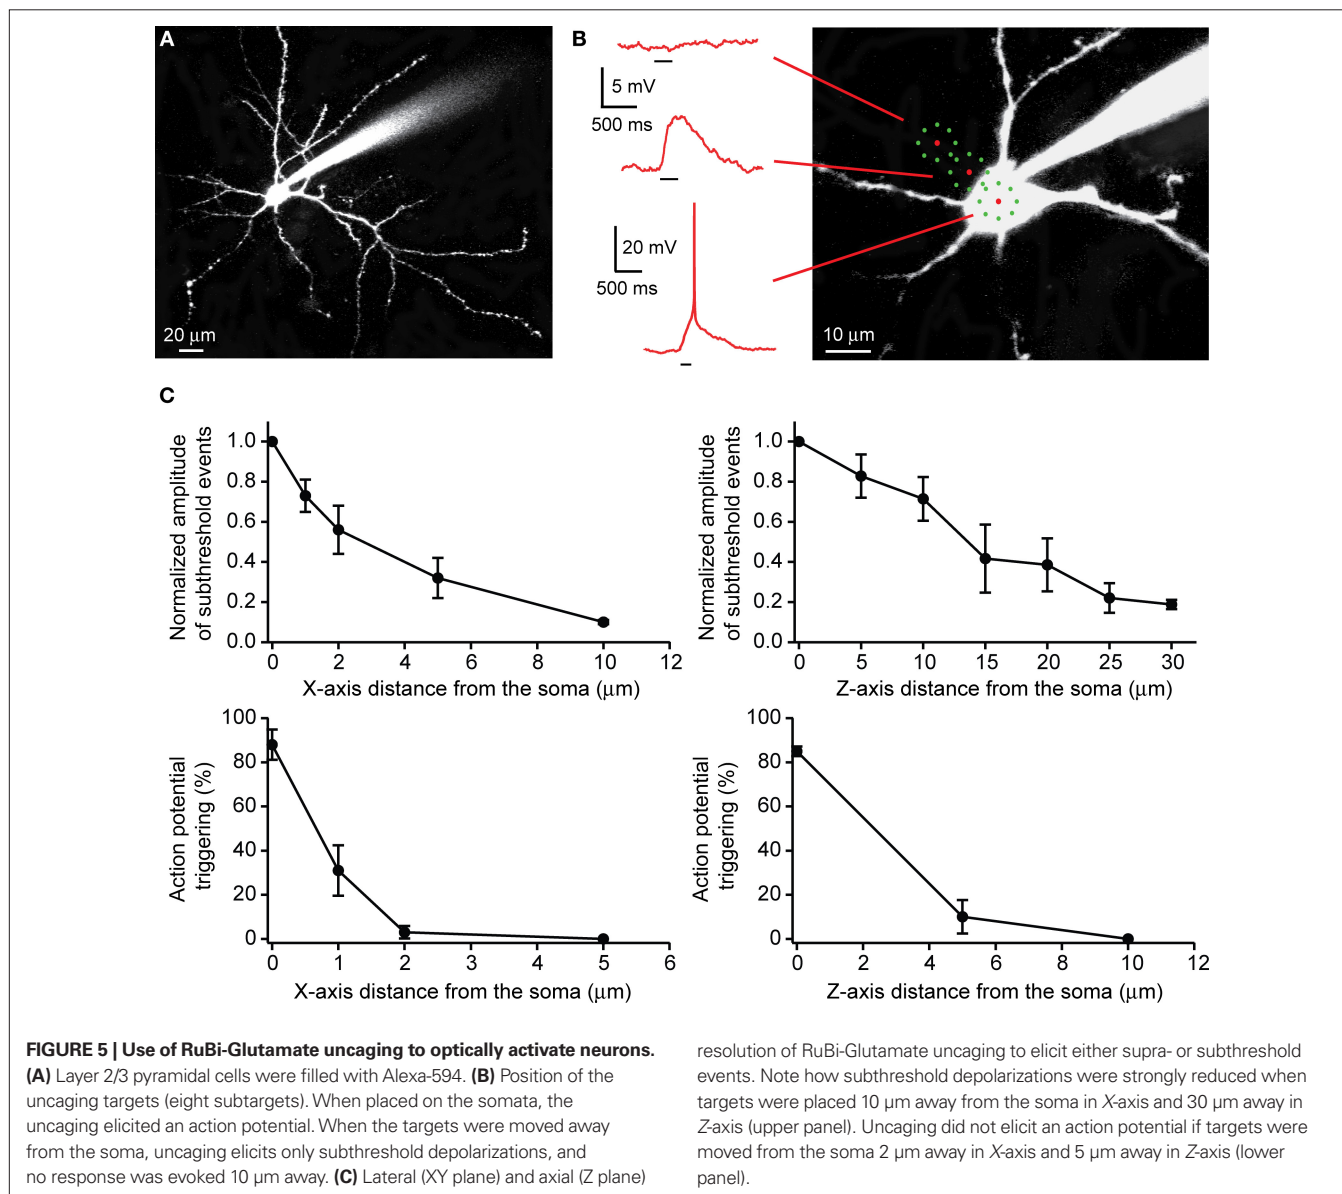 A
20 μm
B
5 mV
500 ms
20 mV
500 ms
10 μm
C
Normalized amplitude
of subthreshold events
1.0
0.8
0.6
0.4
0.2
0.0
0 2 4 6 8 10 12
X-axis distance from the soma (μm)
Normalized amplitude
of subthreshold events
1.0
0.8
0.6
0.4
0.2
0.0
0 5 10 15 20 25 30
Z-axis distance from the soma (μm)
Action potential
triggering (%)
100
80
60
40
20
0
0 1 2 3 4 5 6
X-axis distance from the soma (μm)
Action potential
triggering (%)
100
80
60
40
20
0
0 2 4 6 8 10 12
Z-axis distance from the soma (μm)
FIGURE 5 | Use of RuBi-Glutamate uncaging to optically activate neurons.
(A) Layer 2/3 pyramidal cells were filled with Alexa-594. (B) Position of the
uncaging targets (eight subtargets). When placed on the somata, the
uncaging elicited an action potential. When the targets were moved away
from the soma, uncaging elicits only subthreshold depolarizations, and
no response was evoked 10 μm away. (C) Lateral (XY plane) and axial (Z plane)
resolution of RuBi-Glutamate uncaging to elicit either supra- or subthreshold
events. Note how subthreshold depolarizations were strongly reduced when
targets were placed 10 μm away from the soma in X-axis and 30 μm away in
Z-axis (upper panel). Uncaging did not elicit an action potential if targets were
moved from the soma 2 μm away in X-axis and 5 μm away in Z-axis (lower
panel).